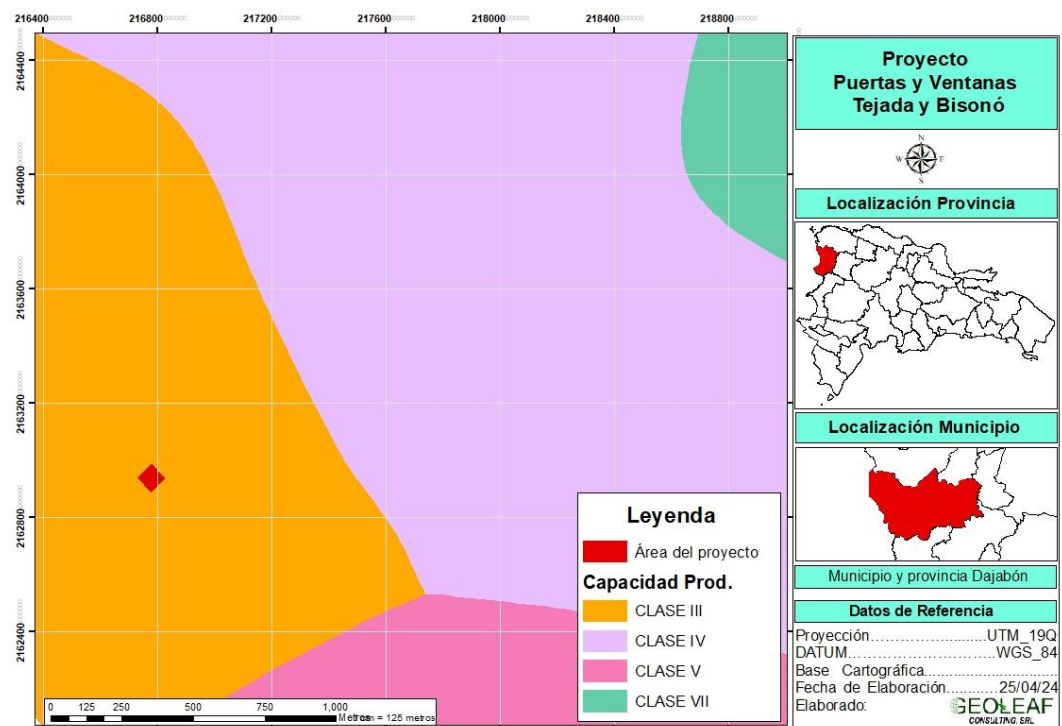 216400 216800 217200 217600 218000 218400 218800
2164400
2164000
2163600
2163200
2162800
2162400
Leyenda
Área del proyecto
Capacidad Prod.
CLASE III
CLASE IV
CLASE V
CLASE VII
0 125 250 500 750 1,000
= 125 metros
Proyecto
Puertas y Ventanas
Tejada y Bisonó
N
W E
S
Localización Provincia
Localización Municipio
Municipio y provincia Dajabón
Datos de Referencia
Proyección UTM_19Q
DATUM WGS_84
Base Cartográfica
Fecha de Elaboración 25/04/24
Elaborado:
GEOLEAF
CONSULTING, SRL